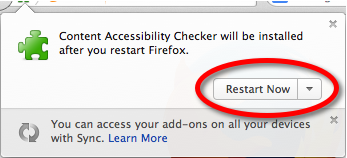 Content Accessibility Checker will be installed
after you restart Firefox.
Restart Now
You can access your add-ons on all your devices
with Sync. Learn More